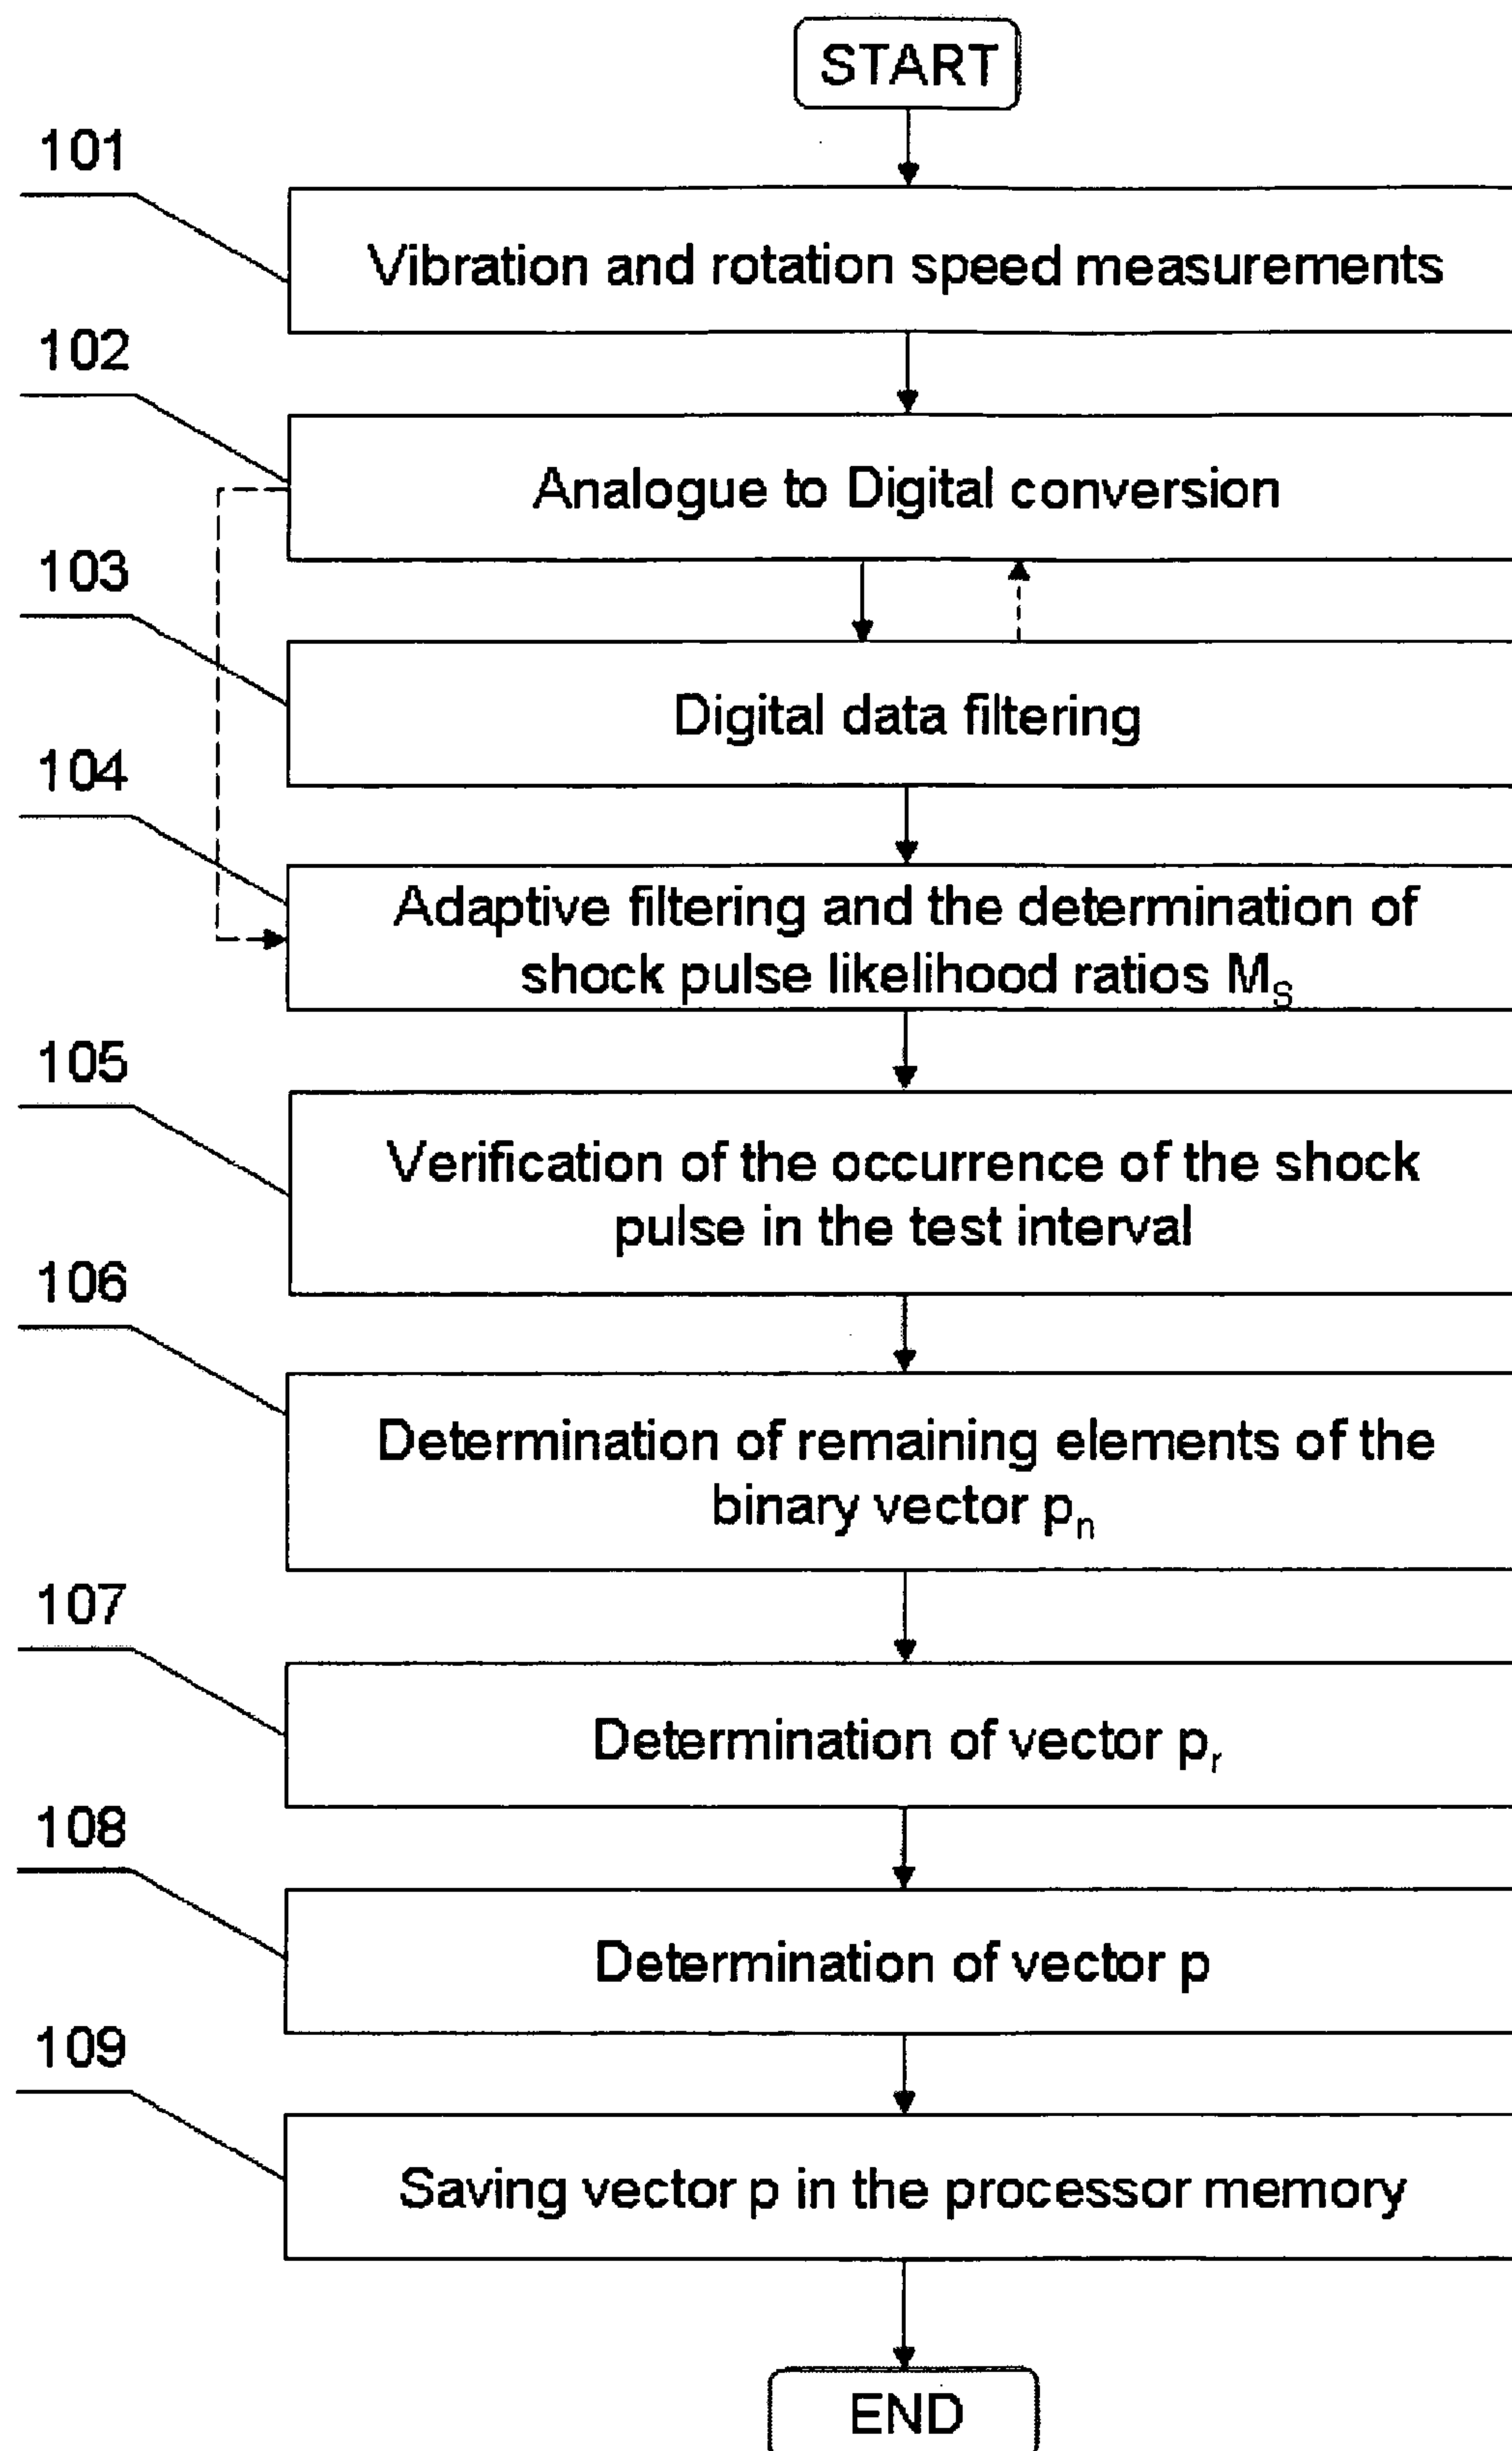 START
101
Vibration and rotation speed measurements
102
Analogue to Digital conversion
103
Digital data filtering
104
Adaptive filtering and the determination of
shock pulse likelihood ratios M_S
105
Verification of the occurrence of the shock
pulse in the test interval
106
Determination of remaining elements of the
binary vector p_n
107
Determination of vector p_r
108
Determination of vector p
109
Saving vector p in the processor memory
END